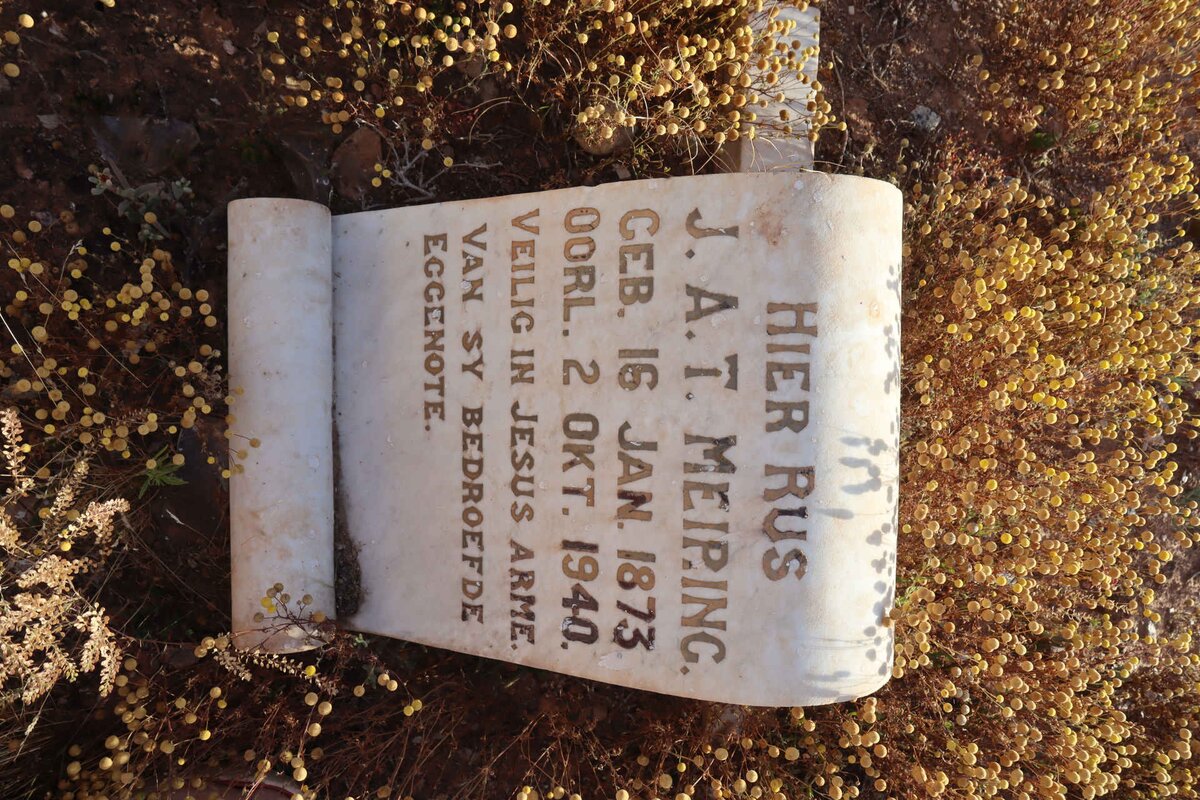 HIER RUS
J. A. T. MEIRING.
GEB. 16 JAN. 1873
OORL. 2 OKT. 1940.
VEILIG IN JESUS ARME.
VAN SY BEDROEFDE
EGGENOTE.